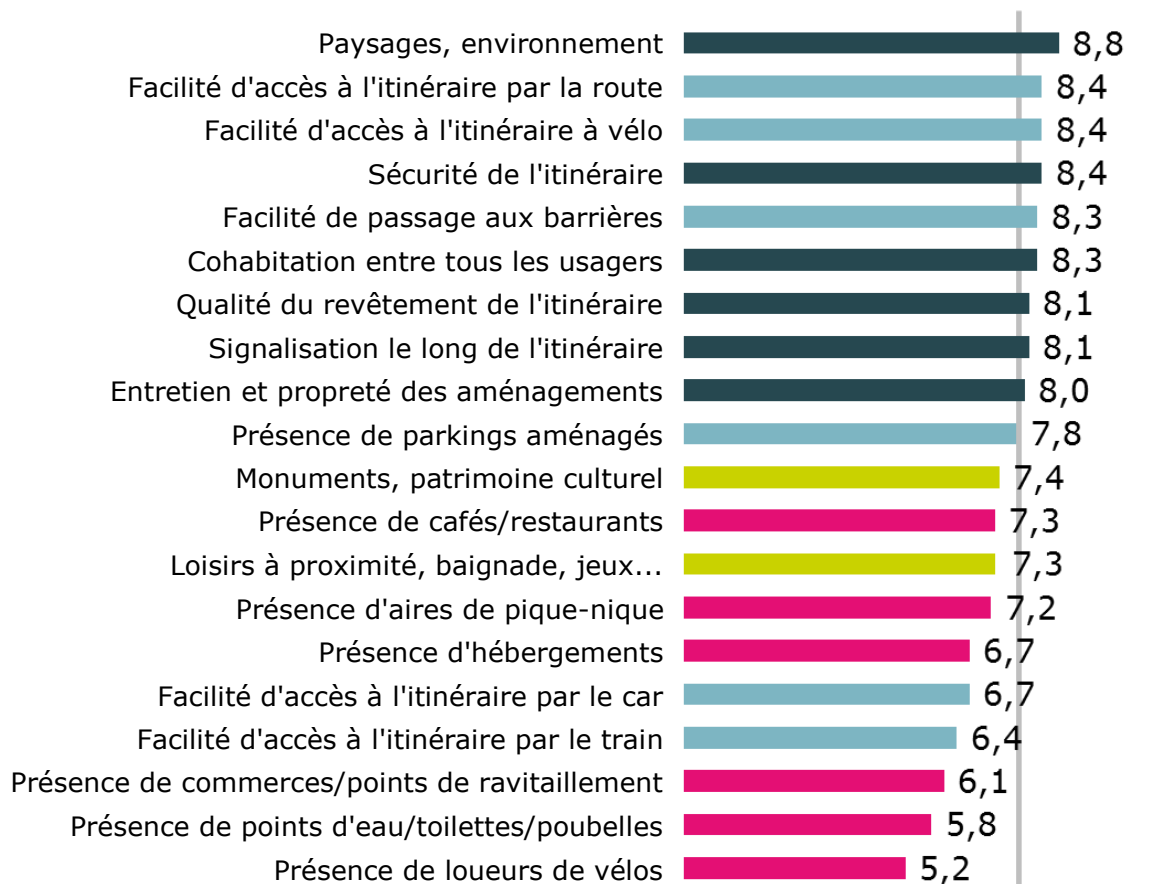 Paysages, environnement 8,8
Facilité d'accès à l'itinéraire par la route 8,4
Facilité d'accès à l'itinéraire à vélo 8,4
Sécurité de l'itinéraire 8,4
Facilité de passage aux barrières 8,3
Cohabitation entre tous les usagers 8,3
Qualité du revêtement de l'itinéraire 8,1
Signalisation le long de l'itinéraire 8,1
Entretien et propreté des aménagements 8,0
Présence de parkings aménagés 7,8
Monuments, patrimoine culturel 7,4
Présence de cafés/restaurants 7,3
Loisirs à proximité, baignade, jeux... 7,3
Présence d'aires de pique-nique 7,2
Présence d'hébergements 6,7
Facilité d'accès à l'itinéraire par le car 6,7
Facilité d'accès à l'itinéraire par le train 6,4
Présence de commerces/points de ravitaillement 6,1
Présence de points d'eau/toilettes/poubelles 5,8
Présence de loueurs de vélos 5,2